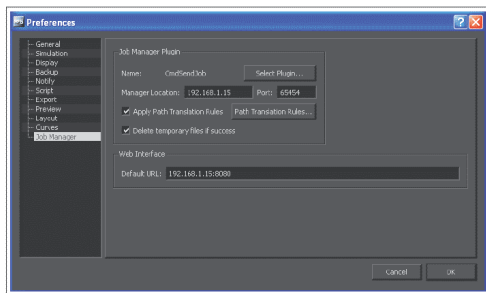 Preferences
General
Simulation
Display
Backup
Notify
Script
Export
Preview
Layout
Curves
Job Manager
Job Manager Plugin
Name: CmdSendJob Select Plugin...
Manager Location: 192.168.1.15 Port: 65454
Apply Path Translation Rules Path Translation Rules...
Delete temporary files if success
Web Interface
Default URL: 192.168.1.15:8080
Cancel OK